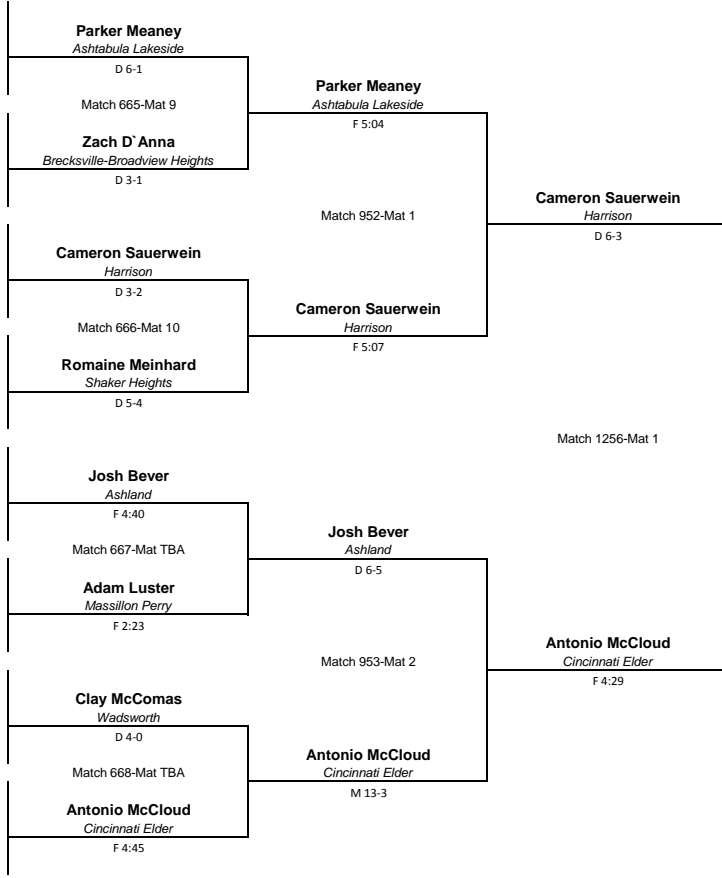 Parker Meaney
Ashtabula Lakeside
D 6-1
Match 665-Mat 9
Zach D`Anna
Brecksville-Broadview Heights
D 3-1
Parker Meaney
Ashtabula Lakeside
F 5:04
Match 952-Mat 1
Cameron Sauerwein
Harrison
D 6-3
Cameron Sauerwein
Harrison
D 3-2
Match 666-Mat 10
Romaine Meinhard
Shaker Heights
D 5-4
Cameron Sauerwein
Harrison
F 5:07
Match 1256-Mat 1
Josh Bever
Ashland
F 4:40
Match 667-Mat TBA
Adam Luster
Massillon Perry
F 2:23
Josh Bever
Ashland
D 6-5
Match 953-Mat 2
Antonio McCloud
Cincinnati Elder
F 4:29
Clay McComas
Wadsworth
D 4-0
Match 668-Mat TBA
Antonio McCloud
Cincinnati Elder
F 4:45
Antonio McCloud
Cincinnati Elder
M 13-3